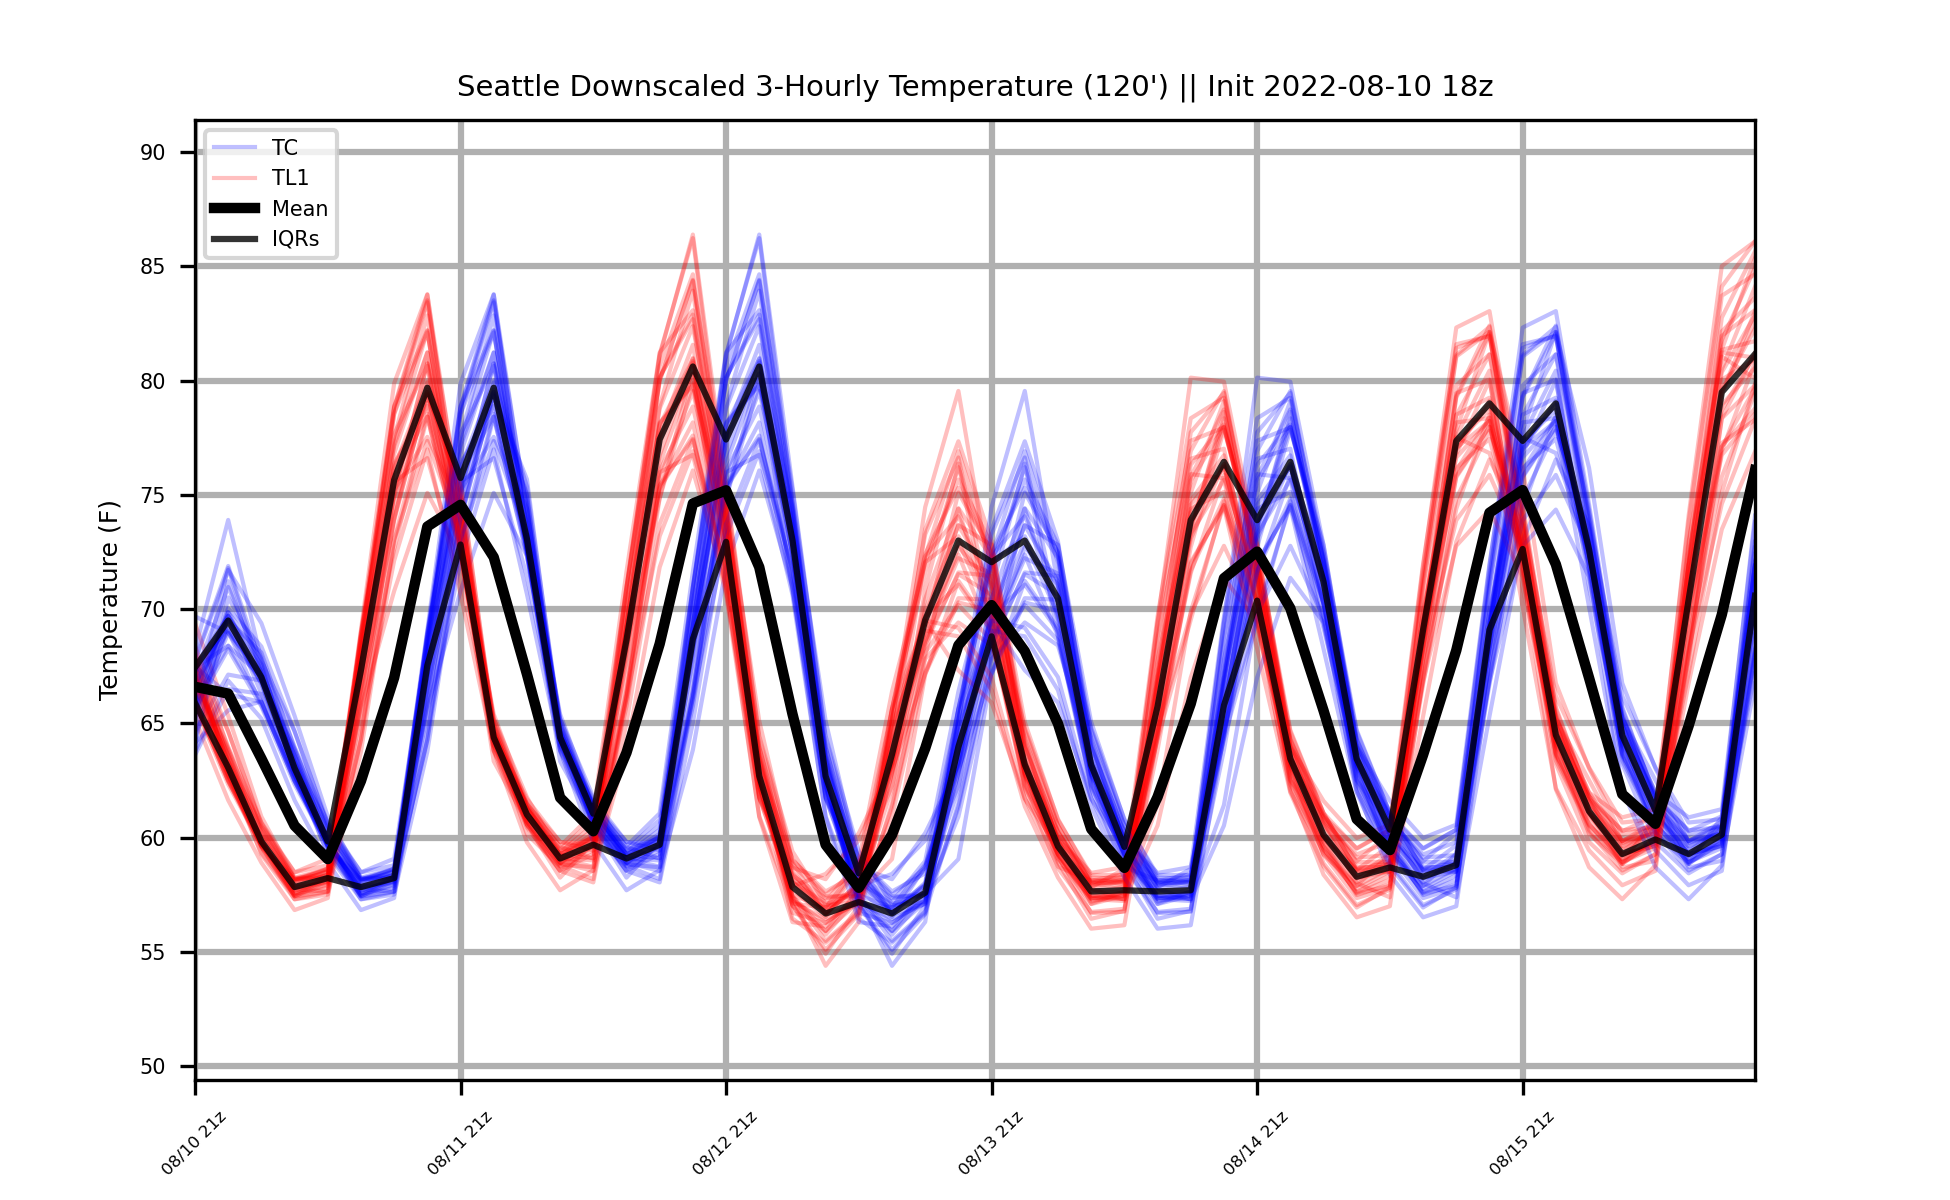 Seattle Downscaled 3-Hourly Temperature (120') || Init 2022-08-10 18z
TC
TL1
Mean
IQRs
Temperature (F)
90
85
80
75
70
65
60
55
50
08/10 21z
08/11 21z
08/12 21z
08/13 21z
08/14 21z
08/15 21z